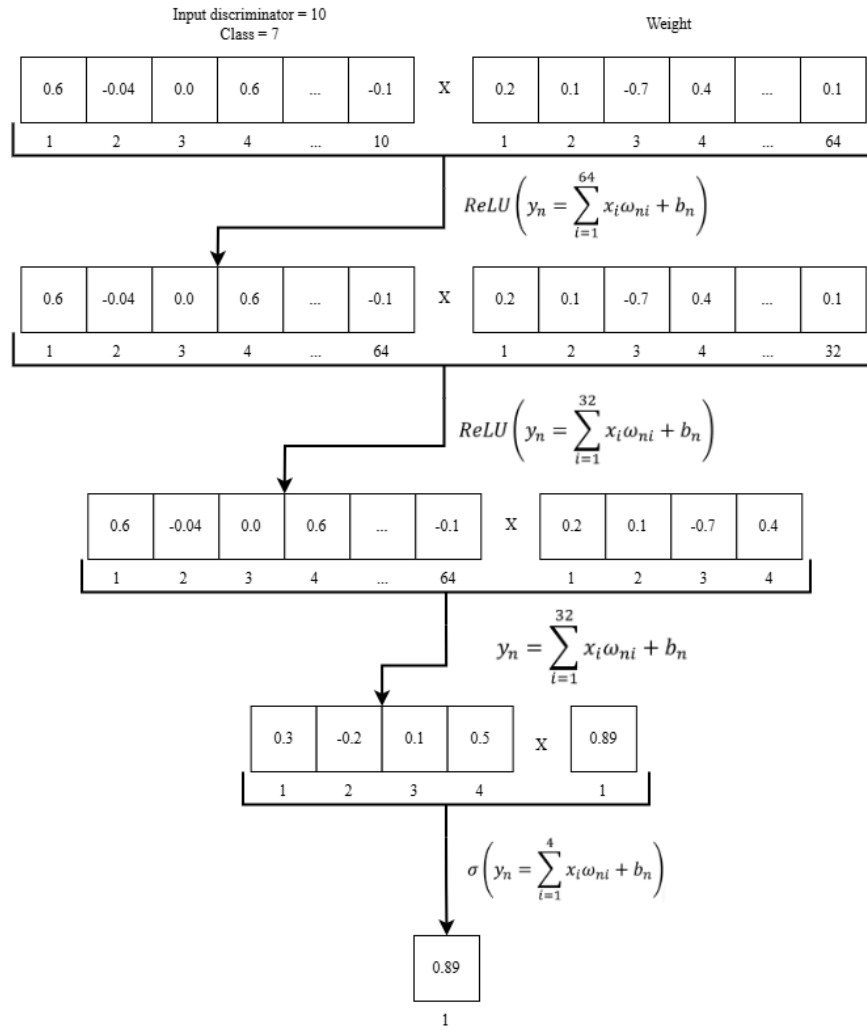 Input discriminator = 10
Class = 7
Weight
0.6 -0.04 0.0 0.6 ... -0.1 X 0.2 0.1 -0.7 0.4 ... 0.1
1 2 3 4 ... 10 1 2 3 4 ... 64
ReLU(y_n = \sum_{i=1}^{64} x_i ω_{ni} + b_n)
0.6 -0.04 0.0 0.6 ... -0.1 X 0.2 0.1 -0.7 0.4 ... 0.1
1 2 3 4 ... 64 1 2 3 4 ... 32
ReLU(y_n = \sum_{i=1}^{32} x_i ω_{ni} + b_n)
0.6 -0.04 0.0 0.6 ... -0.1 X 0.2 0.1 -0.7 0.4
1 2 3 4 ... 64 1 2 3 4
y_n = \sum_{i=1}^{32} x_i ω_{ni} + b_n
0.3 -0.2 0.1 0.5 X 0.89
1 2 3 4 1
σ(y_n = \sum_{i=1}^{4} x_i ω_{ni} + b_n)
0.89
1